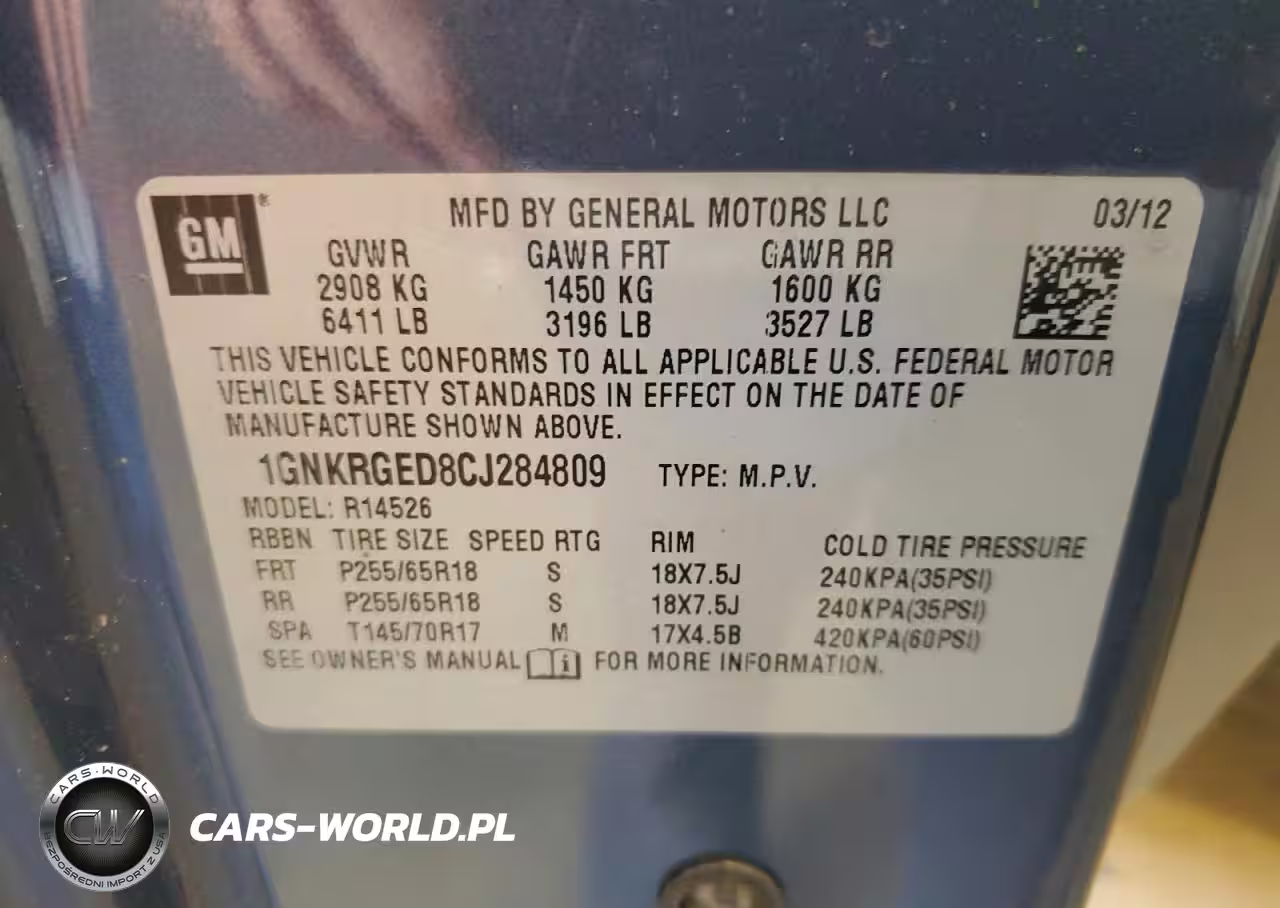 GM®
MFD BY GENERAL MOTORS LLC 03/12
GVWR GAWR FRT GAWR RR
2908 KG 1450 KG 1600 KG
6411 LB 3196 LB 3527 LB
THIS VEHICLE CONFORMS TO ALL APPLICABLE U.S. FEDERAL MOTOR
VEHICLE SAFETY STANDARDS IN EFFECT ON THE DATE OF
MANUFACTURE SHOWN ABOVE.
1GNKRGED8CJ284809 TYPE: M.P.V.
MODEL: R14526
RBBN TIRE SIZE SPEED RTG RIM COLD TIRE PRESSURE
FRT P255/65R18 S 18X7.5J 240KPA(35PSI)
RR P255/65R18 S 18X7.5J 240KPA(35PSI)
SPA T145/70R17 M 17X4.5B 420KPA(60PSI)
SEE OWNER'S MANUAL FOR MORE INFORMATION.
CARS-WORLD
CW
BEZPOŚREDNI IMPORT Z USA
CARS-WORLD.PL